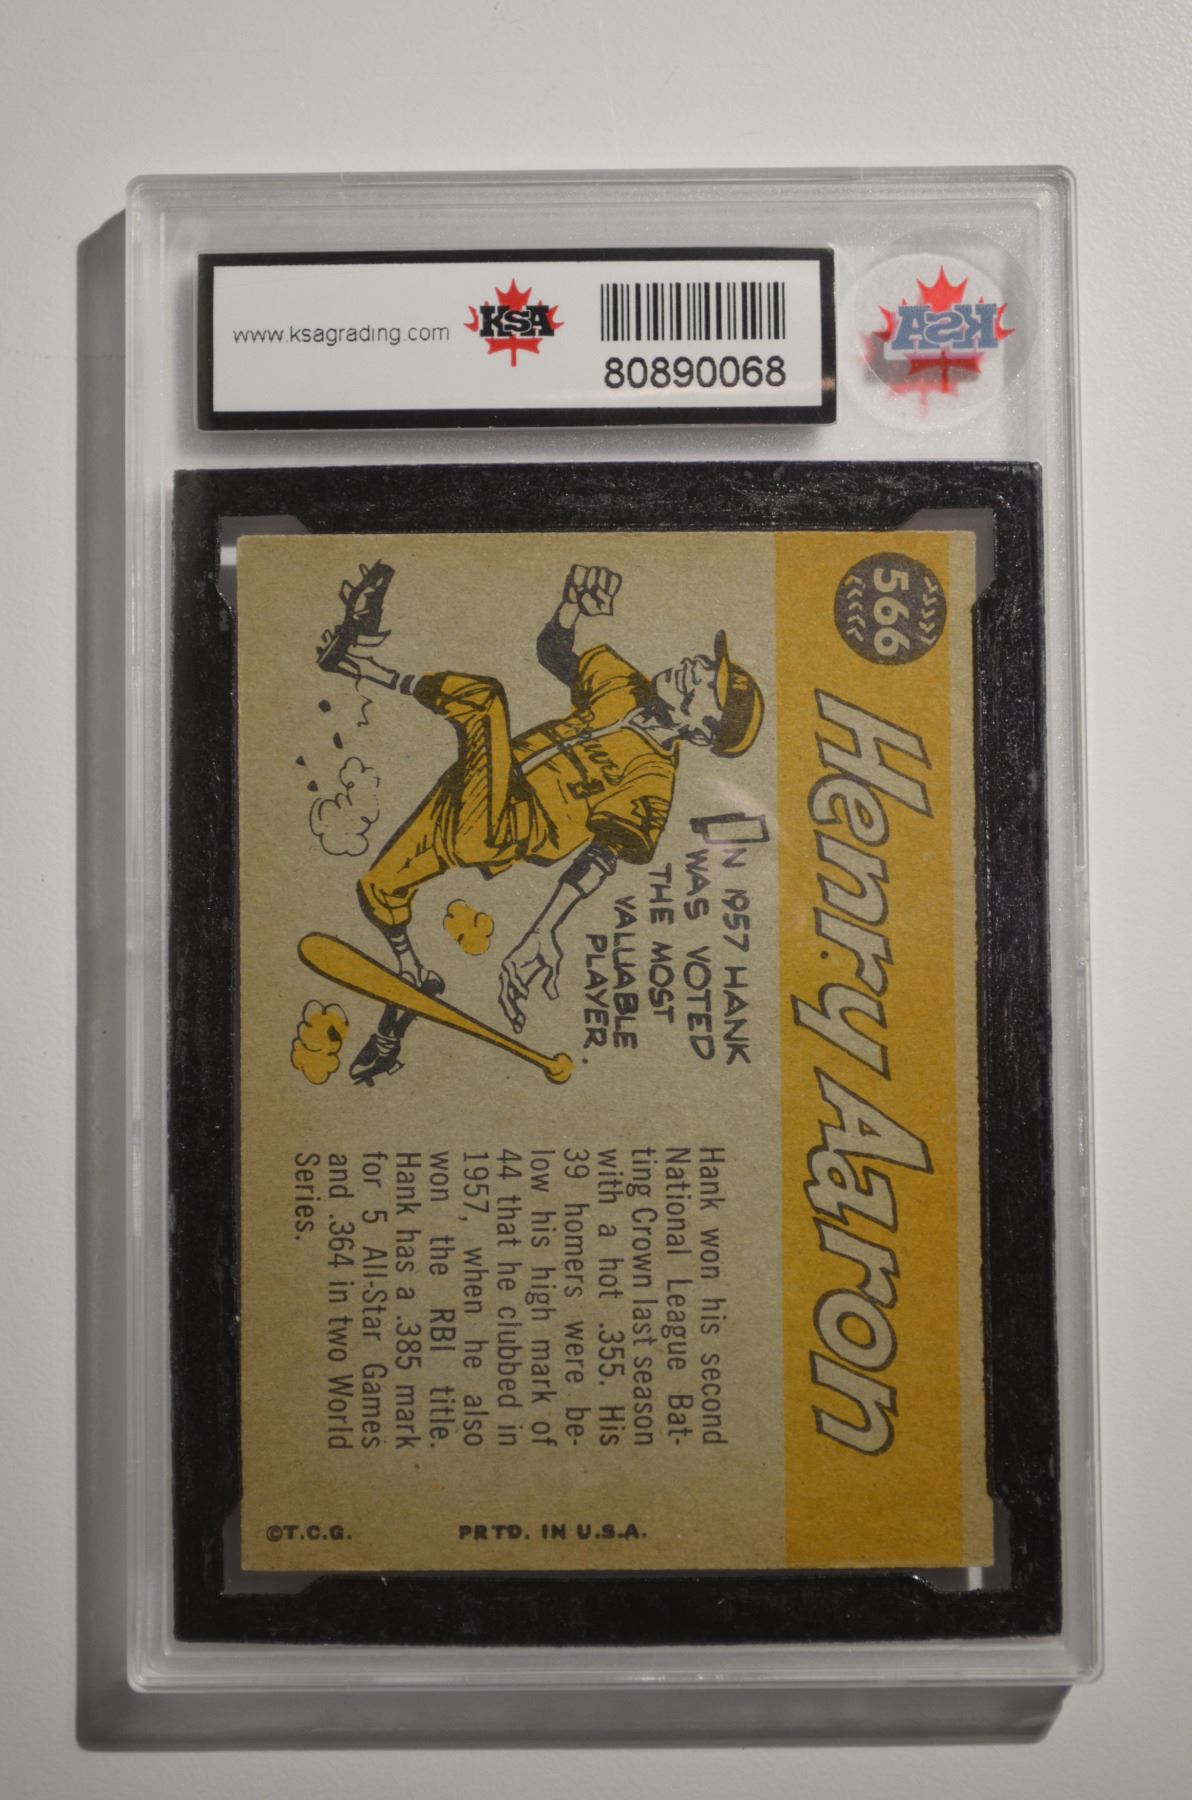 www.ksagrading.com
KSA
80890068
KSA
566
Henry Aaron
IN 1957 HANK
WAS VOTED
THE MOST
VALUABLE
PLAYER.
M
Hank won his second
National League Bat-
ting Crown last season
with a hot .355. His
39 homers were be-
low his high mark of
44 that he clubbed in
1957, when he also
won the RBI title.
Hank has a .385 mark
for 5 All-Star Games
and .364 in two World
Series.
PRTD. IN U.S.A.
©T.C.G.